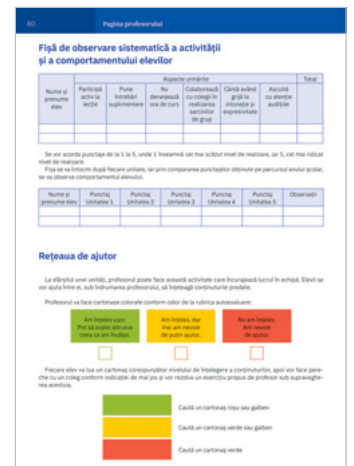 80
Pagina profesorului
Fișă de observare sistematică a activității
și a comportamentului elevilor
Nume și prenume elev
Aspecte urmărite
Total
Participă activ la lecție
Pune întrebări suplimentare
Nu deranjează ora de curs
Colaborează cu colegii în realizarea sarcinilor de grup
Cântă având grijă la intonație și expresivitate
Ascultă cu atenție audițiile
Se vor acorda punctaje de la 1 la 5, unde 1 înseamnă cel mai scăzut nivel de realizare, iar 5, cel mai ridicat
nivel de realizare.
Fișa se va întocmi după fiecare unitate, iar prin compararea punctajelor obținute pe parcursul anului școlar,
se va observa comportamentul elevului.
Nume și prenume elev
Punctaj Unitatea 1
Punctaj Unitatea 2
Punctaj Unitatea 3
Punctaj Unitatea 4
Punctaj Unitatea 5
Observații
Rețeaua de ajutor
La sfârșitul unei unități, profesorul poate face această activitate care încurajează lucrul în echipă. Elevii se
vor ajuta între ei, sub îndrumarea profesorului, să înțeleagă conținuturile predate.
Profesorul va face cartonașe colorate conform celor de la rubrica autoevaluare:
Am înțeles ușor.
Pot să explic altcuiva
ceea ce am învățat.
Am înțeles, dar
mai am nevoie
de puțin ajutor.
Nu am înțeles.
Am nevoie
de ajutor.
Fiecare elev va lua un cartonaș corespunzător nivelului de înțelegere a conținuturilor, apoi vor face pere-
che cu un coleg conform indicației de mai jos și vor rezolva un exercițiu propus de profesor sub supraveghe-
rea acestuia.
Caută un cartonaș roșu sau galben
Caută un cartonaș verde sau galben
Caută un cartonaș verde